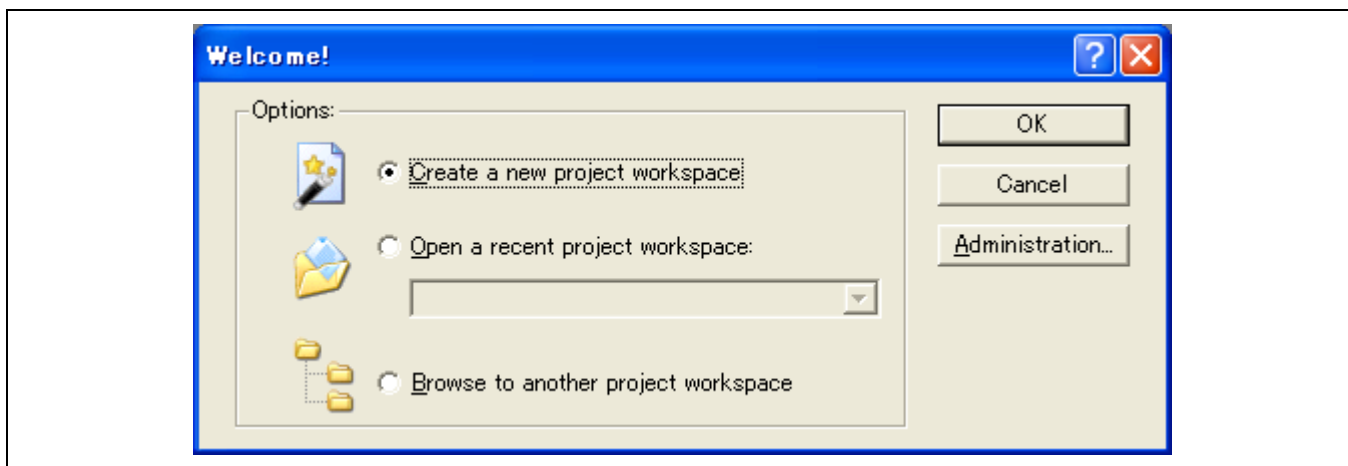 Welcome!
Options:
Create a new project workspace
Open a recent project workspace:
Browse to another project workspace
OK
Cancel
Administration...